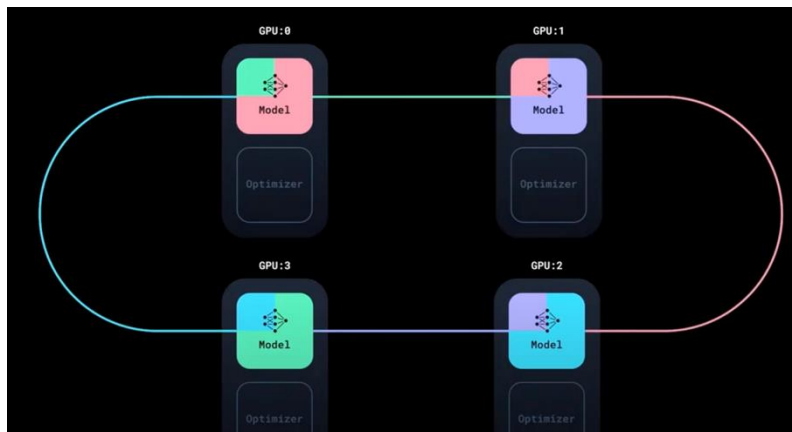 GPU:0
GPU:1
Model
Model
Optimizer
Optimizer
GPU:3
GPU:2
Model
Model
Optimizer
Optimizer